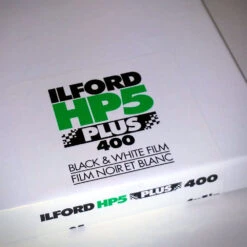 ILFORD
HP5
PLUS
400
BLACK & WHITE FILM
FILM NOIR ET BLANC
ILFORD HP5 PLUS 400